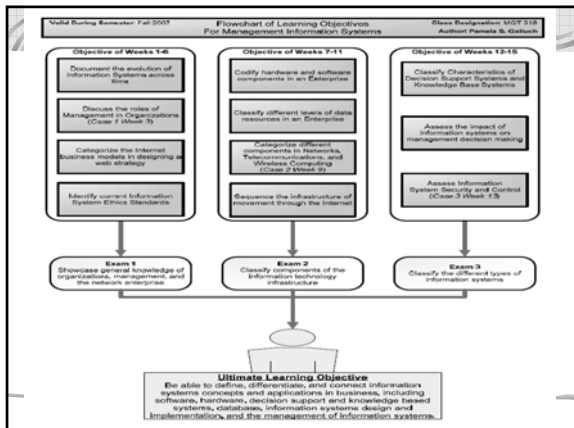 Valid During Semester: Fall 2007
Flowchart of Learning Objectives
For Management Information Systems
Class Designation: MGT 318
Author: Pamela S. Galluch
Objective of Weeks 1-6
Document the evolution of
Information Systems across
time
Discuss the roles of
Management in Organizations
(Case 1 Week 3)
Categorize the Internet
business models in designing a
web strategy
Identify current Information
System Ethics Standards
Exam 1
Showcase general knowledge of
organizations, management, and
the network enterprise
Objective of Weeks 7-11
Codify hardware and software
components in an Enterprise
Classify different levels of data
resources in an Enterprise
Categorize different
components in Networks,
Telecommunications, and
Wireless Computing
(Case 2 Week 9)
Sequence the infrastructure of
movement through the Internet
Exam 2
Classify components of the
information technology
infrastructure
Objective of Weeks 12-15
Classify Characteristics of
Decision Support Systems and
Knowledge Base Systems
Assess the impact of
information systems on
management decision making
Assess Information
System Security and Control
(Case 3 Week 13)
Exam 3
Classify the different types of
information systems.
Ultimate Learning Objective
Be able to define, differentiate, and connect information
systems concepts and applications in business, including
software, hardware, decision support and knowledge based
systems, database, information systems design and
implementation, and the management of information systems.